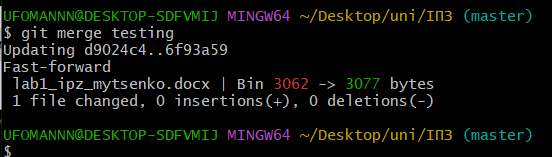 UFOMANNN@DESKTOP-SDFVMIJ MINGW64 ~/Desktop/uni/ІПЗ (master)
$ git merge testing
Updating d9024c4..6f93a59
Fast-forward
 lab1_ipz_mytsenko.docx | Bin 3062 -> 3077 bytes
 1 file changed, 0 insertions(+), 0 deletions(-)
UFOMANNN@DESKTOP-SDFVMIJ MINGW64 ~/Desktop/uni/ІПЗ (master)
$